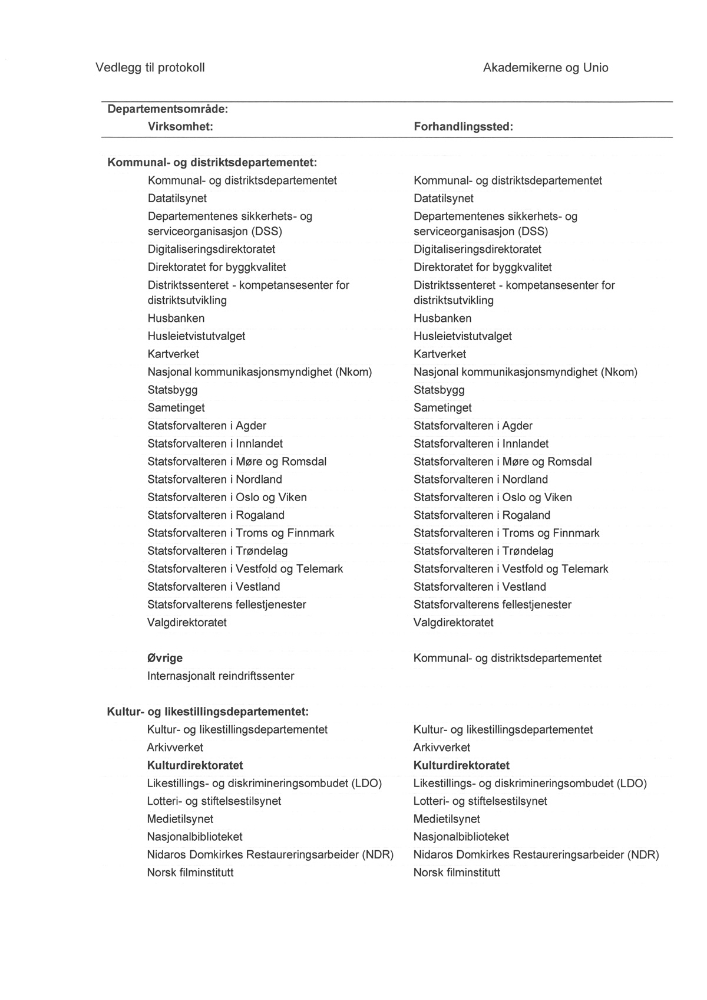 Vedlegg til protokoll Akademikerne og Unio
Departementsområde:
Virksomhet: Forhandlingssted:
Kommunal- og distriktsdepartementet:
Kommunal- og distriktsdepartementet Kommunal- og distriktsdepartementet
Datatilsynet Datatilsynet
Departementenes sikkerhets- og Departementenes sikkerhets- og
serviceorganisasjon (DSS) serviceorganisasjon (DSS)
Digitaliseringsdirektoratet Digitaliseringsdirektoratet
Direktoratet for byggkvalitet Direktoratet for byggkvalitet
Distriktssenteret - kompetansesenter for Distriktssenteret - kompetansesenter for
distriktsutvikling distriktsutvikling
Husbanken Husbanken
Husleietvistutvalget Husleietvistutvalget
Kartverket Kartverket
Nasjonal kommunikasjonsmyndighet (Nkom) Nasjonal kommunikasjonsmyndighet (Nkom)
Statsbygg Statsbygg
Sametinget Sametinget
Statsforvalteren i Agder Statsforvalteren i Agder
Statsforvalteren i Innlandet Statsforvalteren i Innlandet
Statsforvalteren i Møre og Romsdal Statsforvalteren i Møre og Romsdal
Statsforvalteren i Nordland Statsforvalteren i Nordland
Statsforvalteren i Oslo og Viken Statsforvalteren i Oslo og Viken
Statsforvalteren i Rogaland Statsforvalteren i Rogaland
Statsforvalteren i Troms og Finnmark Statsforvalteren i Troms og Finnmark
Statsforvalteren i Trøndelag Statsforvalteren i Trøndelag
Statsforvalteren i Vestfold og Telemark Statsforvalteren i Vestfold og Telemark
Statsforvalteren i Vestland Statsforvalteren i Vestland
Statsforvalterens fellestjenester Statsforvalterens fellestjenester
Valgdirektoratet Valgdirektoratet
Øvrige Kommunal- og distriktsdepartementet
Internasjonalt reindriftssenter
Kultur- og likestillingsdepartementet:
Kultur- og likestillingsdepartementet Kultur- og likestillingsdepartementet
Arkivverket Arkivverket
Kulturdirektoratet Kulturdirektoratet
Likestillings- og diskrimineringsombudet (LDO) Likestillings- og diskrimineringsombudet (LDO)
Lotteri- og stiftelsestilsynet Lotteri- og stiftelsestilsynet
Medietilsynet Medietilsynet
Nasjonalbiblioteket Nasjonalbiblioteket
Nidaros Domkirkes Restaureringsarbeider (NDR) Nidaros Domkirkes Restaureringsarbeider (NDR)
Norsk filminstitutt Norsk filminstitutt